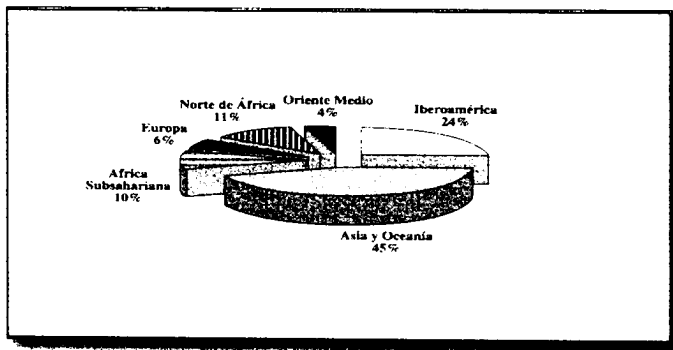 Norte de África
11%
Oriente Medio
4%
Iberoamérica
24%
Europa
6%
Africa
Subsahariana
10%
Asia y Oceanía
45%